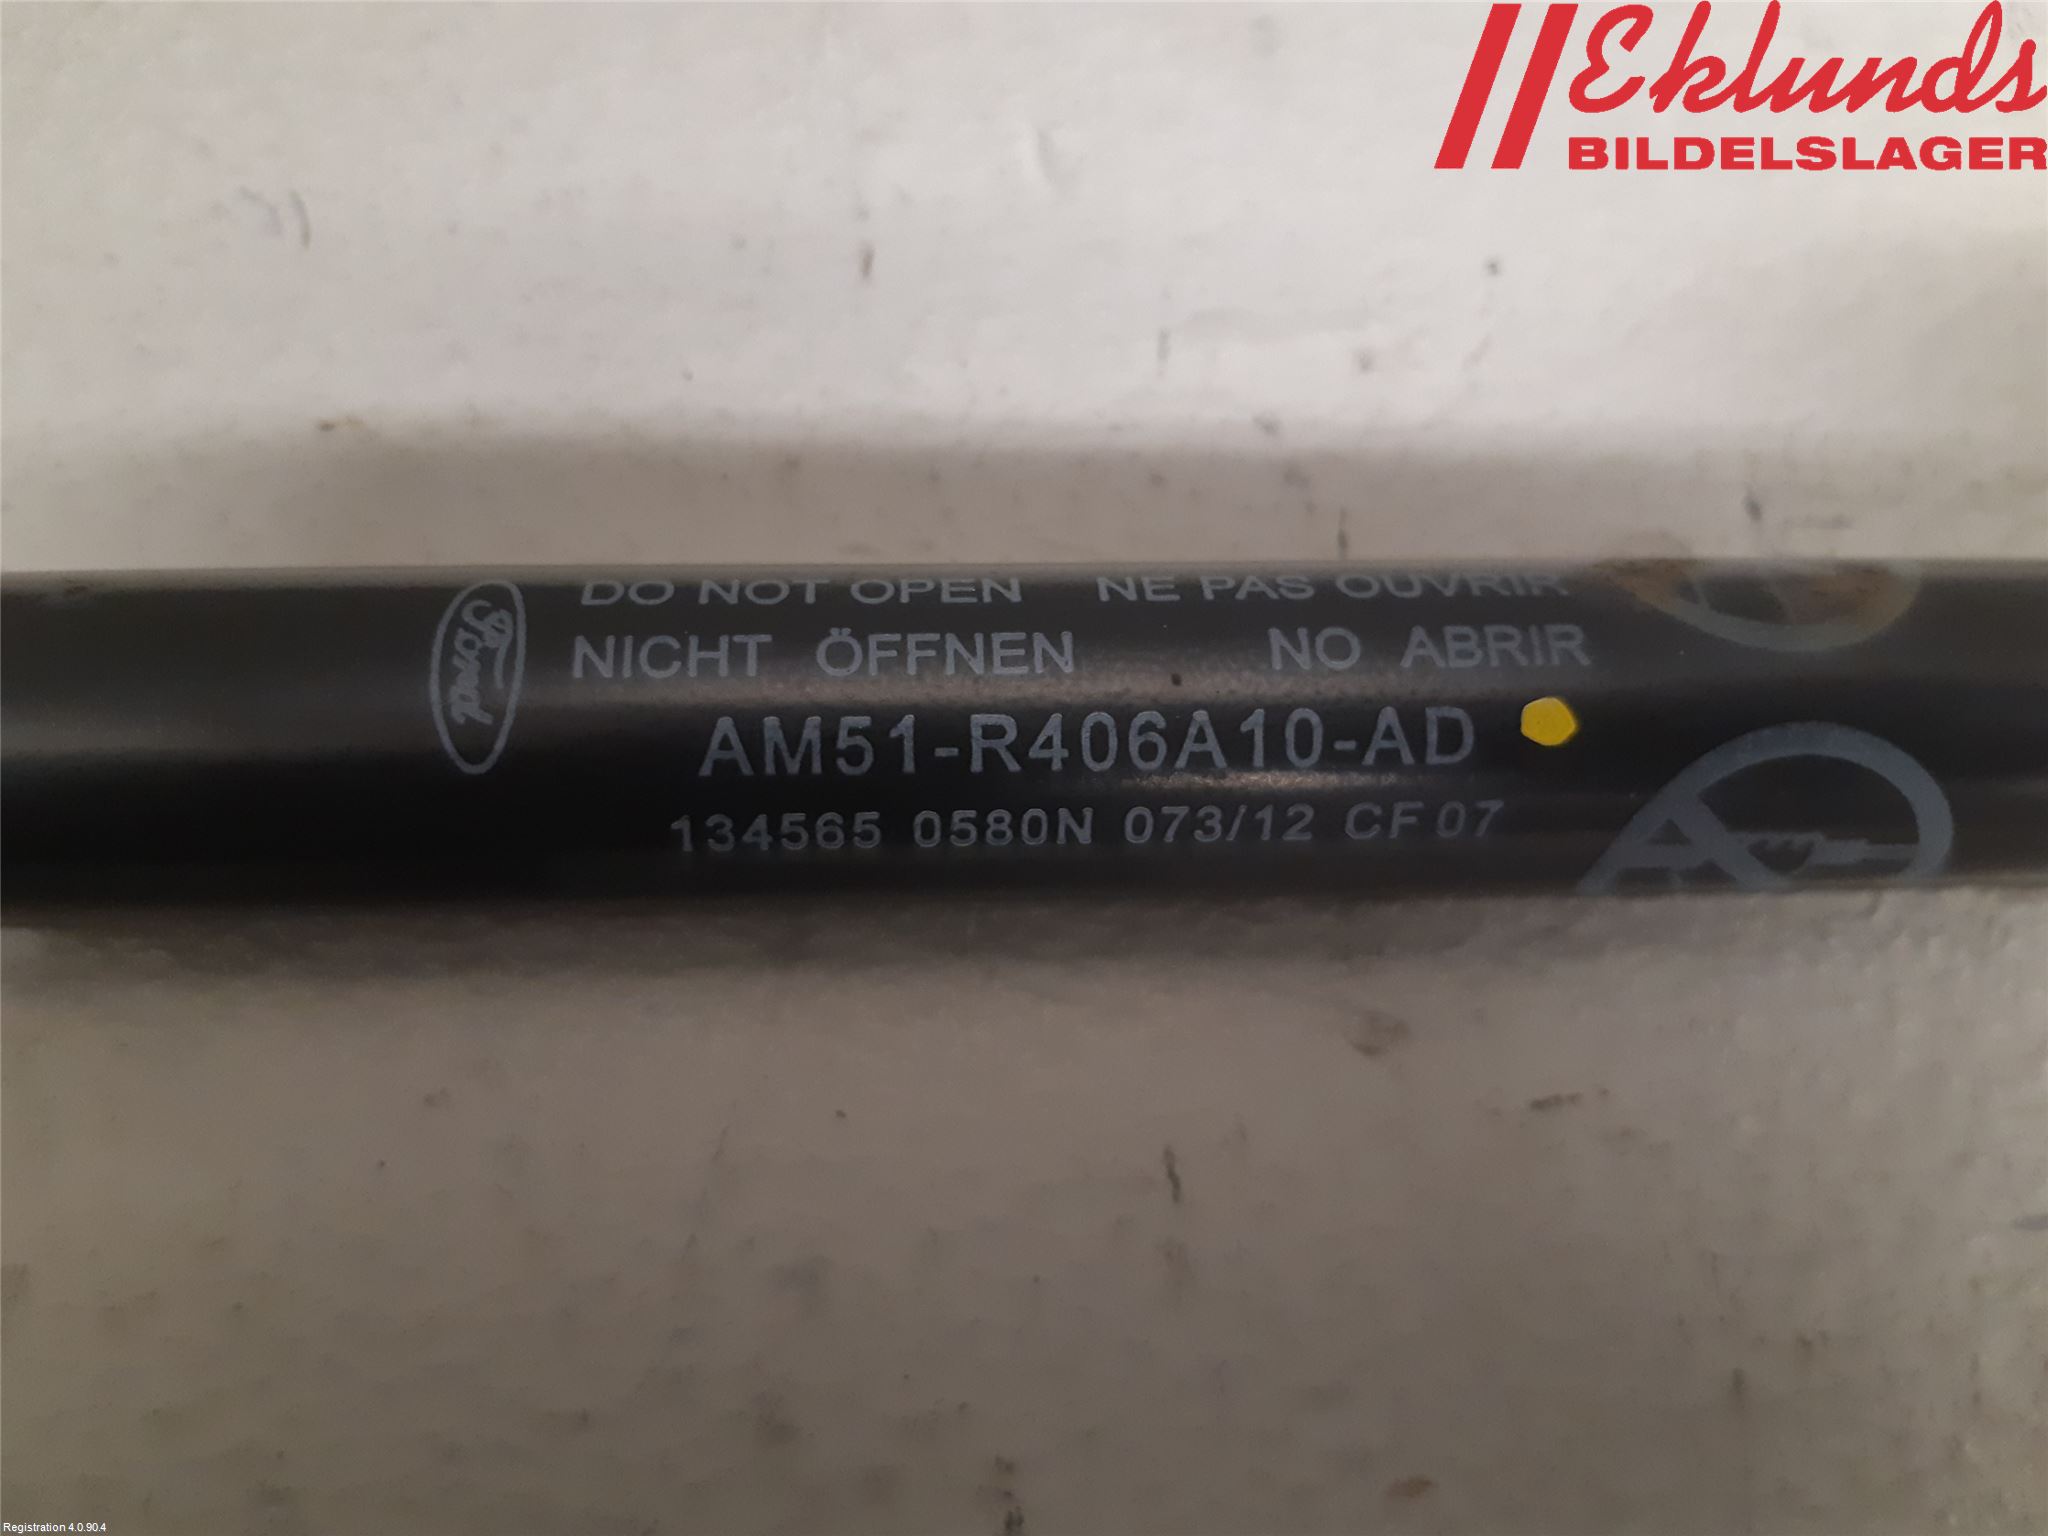 Eklunds
BILDELSLAGER
Ford
DO NOT OPEN NE PAS OUVRIR
NICHT ÖFFNEN NO ABRIR
AM51-R406A10-AD
134565 0580N 073/12 CF07
Registration 4.0.90.4